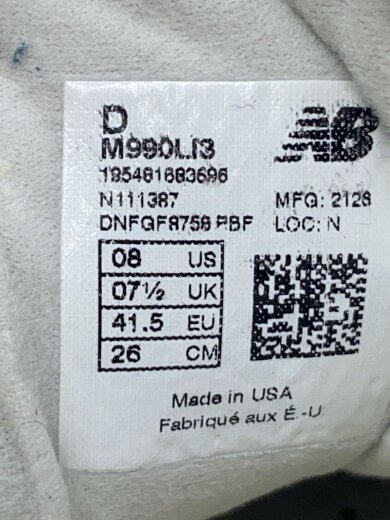 D
M990LI3
195481683696
N111387 MFG: 2128
DNFGF8758 PBF LOC: N
08 US
07½ UK
41.5 EU
26 CM
Made in USA
Fabriqué aux É.-U.